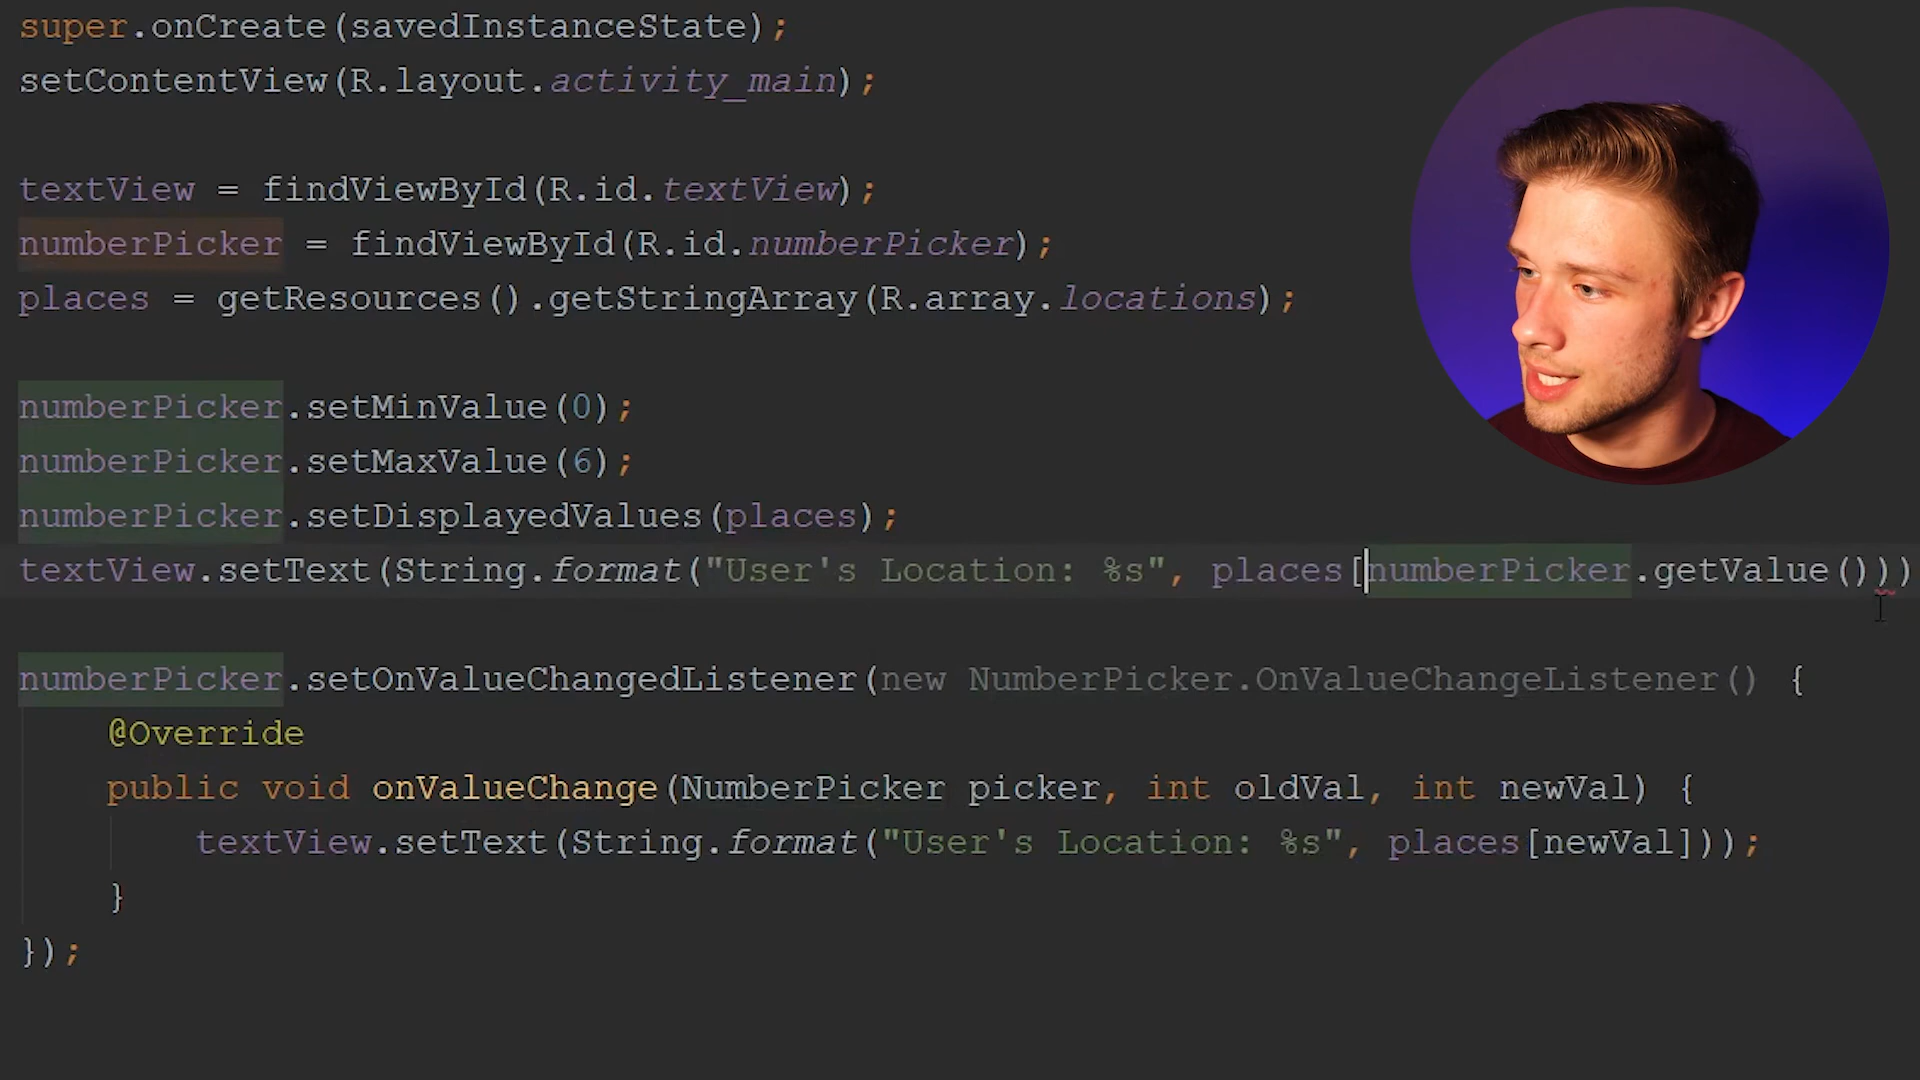 super.onCreate(savedInstanceState);
setContentView(R.layout.activity_main);
textView = findViewById(R.id.textView);
numberPicker = findViewById(R.id.numberPicker);
places = getResources().getStringArray(R.array.locations);
numberPicker.setMinValue(0);
numberPicker.setMaxValue(6);
numberPicker.setDisplayedValues(places);
textView.setText(String.format("User's Location: %s", places[numberPicker.getValue()))
numberPicker.setOnValueChangedListener(new NumberPicker.OnValueChangeListener() {
@Override
public void onValueChange(NumberPicker picker, int oldVal, int newVal) {
textView.setText(String.format("User's Location: %s", places[newVal]));
}
});